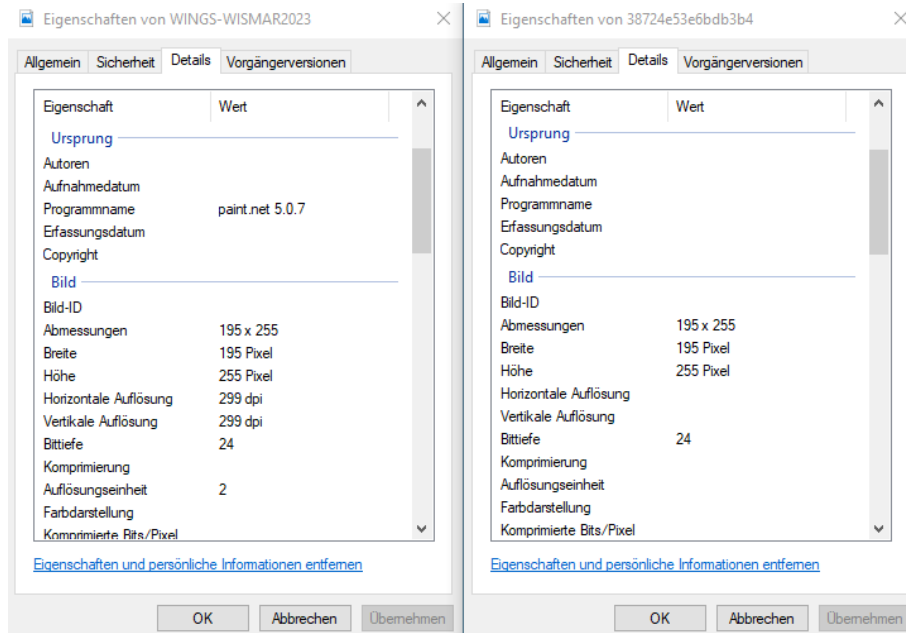 Eigenschaften von WINGS-WISMAR2023
Allgemein Sicherheit Details Vorgängerversionen
Eigenschaft Wert
Ursprung
Autoren
Aufnahmedatum
Programmname paint.net 5.0.7
Erfassungsdatum
Copyright
Bild
Bild-ID
Abmessungen 195 x 255
Breite 195 Pixel
Höhe 255 Pixel
Horizontale Auflösung 299 dpi
Vertikale Auflösung 299 dpi
Bittiefe 24
Komprimierung
Auflösungseinheit 2
Farbdarstellung
Komprimierte Bits/Pixel
Eigenschaften und persönliche Informationen entfernen
OK Abbrechen Übernehmen
Eigenschaften von 38724e53e6bdb3b4
Allgemein Sicherheit Details Vorgängerversionen
Eigenschaft Wert
Ursprung
Autoren
Aufnahmedatum
Programmname
Erfassungsdatum
Copyright
Bild
Bild-ID
Abmessungen 195 x 255
Breite 195 Pixel
Höhe 255 Pixel
Horizontale Auflösung
Vertikale Auflösung
Bittiefe 24
Komprimierung
Auflösungseinheit
Farbdarstellung
Komprimierte Bits/Pixel
Eigenschaften und persönliche Informationen entfernen
OK Abbrechen Übernehmen